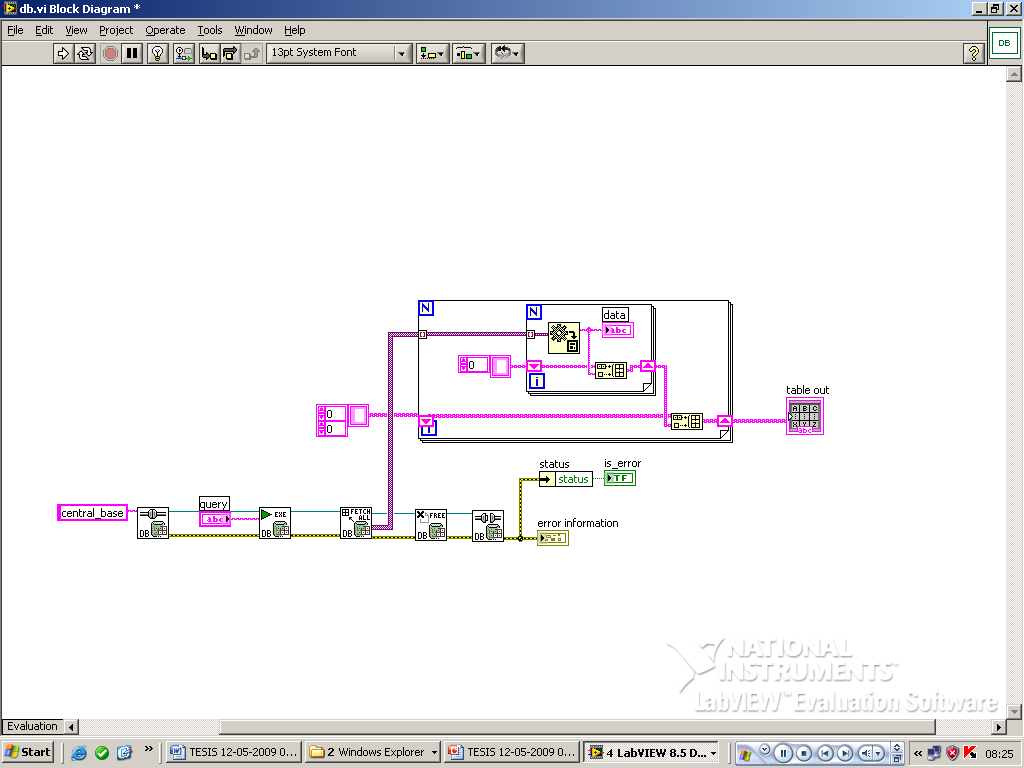 db.vi Block Diagram *
File Edit View Project Operate Tools Window Help
13pt System Font
?
DB
N
N
data
abc
0
i
0
0
i
table out
A B C
X Y Z
abc
status
status
is_error
TF
central_base
query
abc
DB
EXE
DB
FETCH
ALL
DB
FREE
DB
DB
error information
NATIONAL
INSTRUMENTS™
LabVIEW™ Evaluation Software
Evaluation
Start
»
TESIS 12-05-2009 0...
2 Windows Explorer
TESIS 12-05-2009 0...
4 LabVIEW 8.5 D...
«
08:25